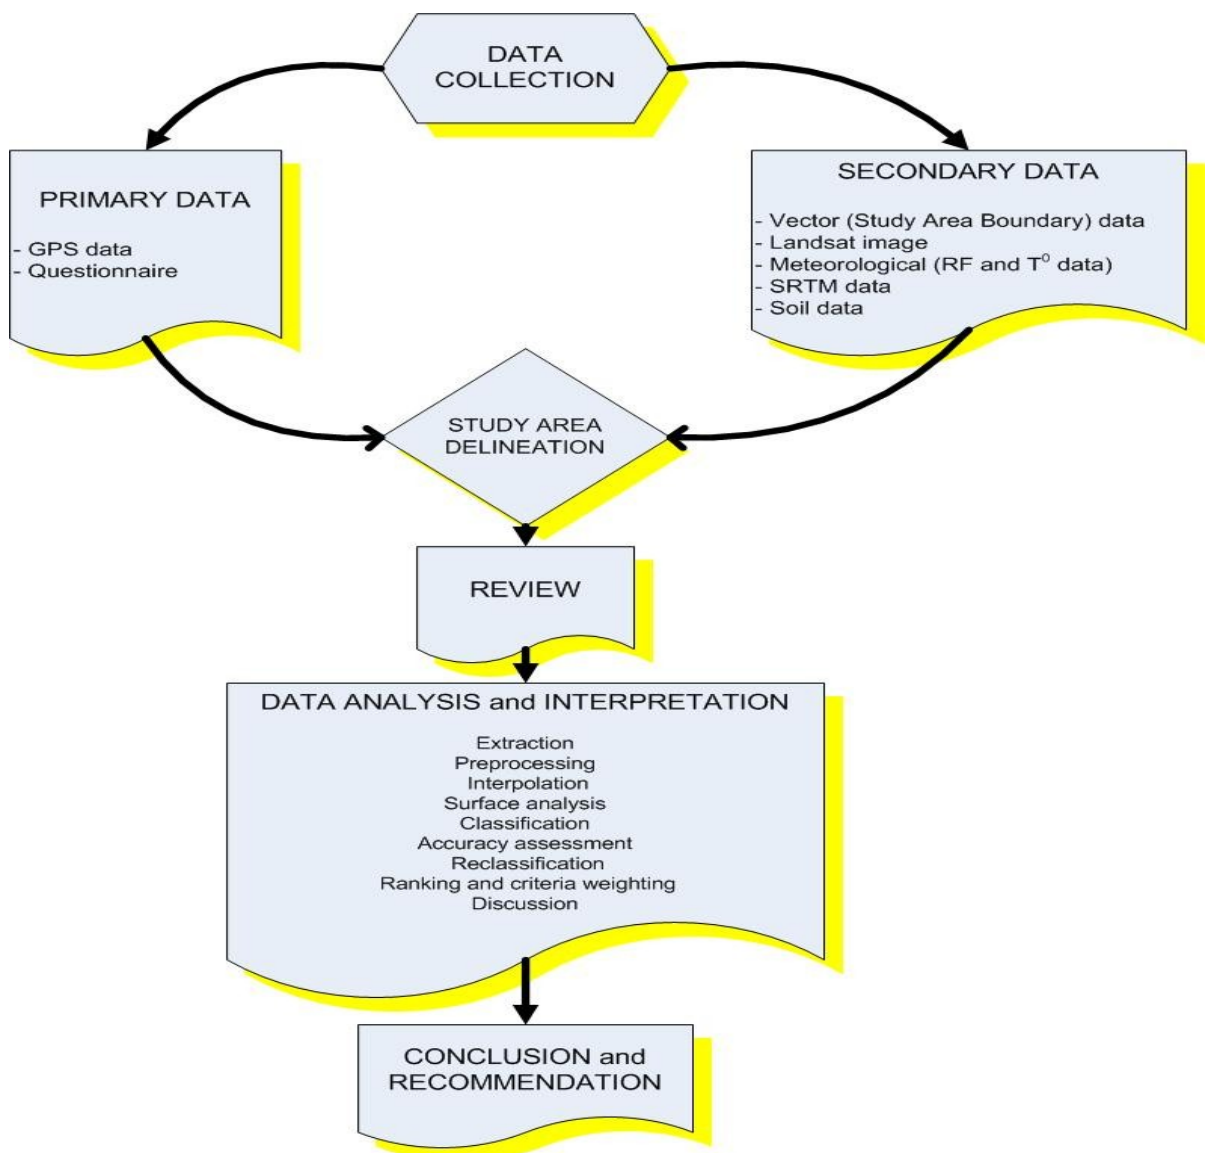 DATA
COLLECTION
PRIMARY DATA
- GPS data
- Questionnaire
SECONDARY DATA
- Vector (Study Area Boundary) data
- Landsat image
- Meteorological (RF and T⁰ data)
- SRTM data
- Soil data
STUDY AREA
DELINEATION
REVIEW
DATA ANALYSIS and INTERPRETATION
Extraction
Preprocessing
Interpolation
Surface analysis
Classification
Accuracy assessment
Reclassification
Ranking and criteria weighting
Discussion
CONCLUSION and
RECOMMENDATION